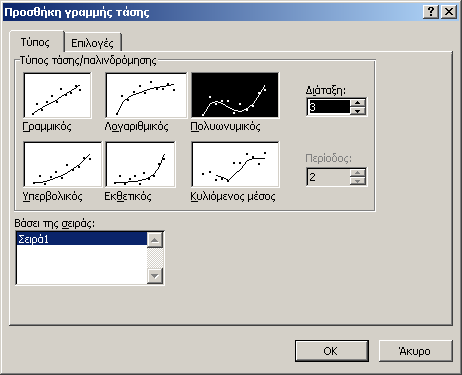 Προσθήκη γραμμής τάσης
Τύπος Επιλογές
Τύπος τάσης/παλινδρόμησης
Γραμμικός Λογαριθμικός Πολυωνυμικός
Διάταξη:
3
Υπερβολικός Εκθετικός Κυλιόμενος μέσος
Περίοδος:
2
Βάσει της σειράς:
Σειρά1
OK Άκυρο